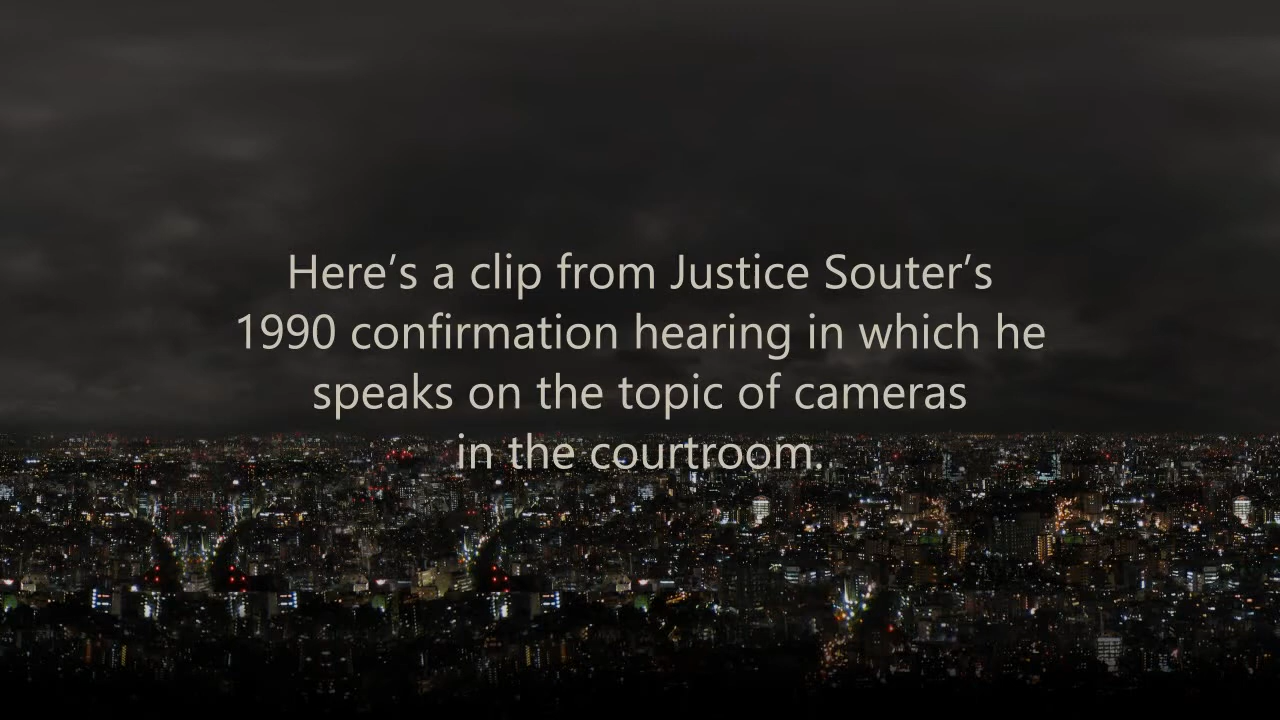 Here’s a clip from Justice Souter’s
1990 confirmation hearing in which he
speaks on the topic of cameras
in the courtroom.